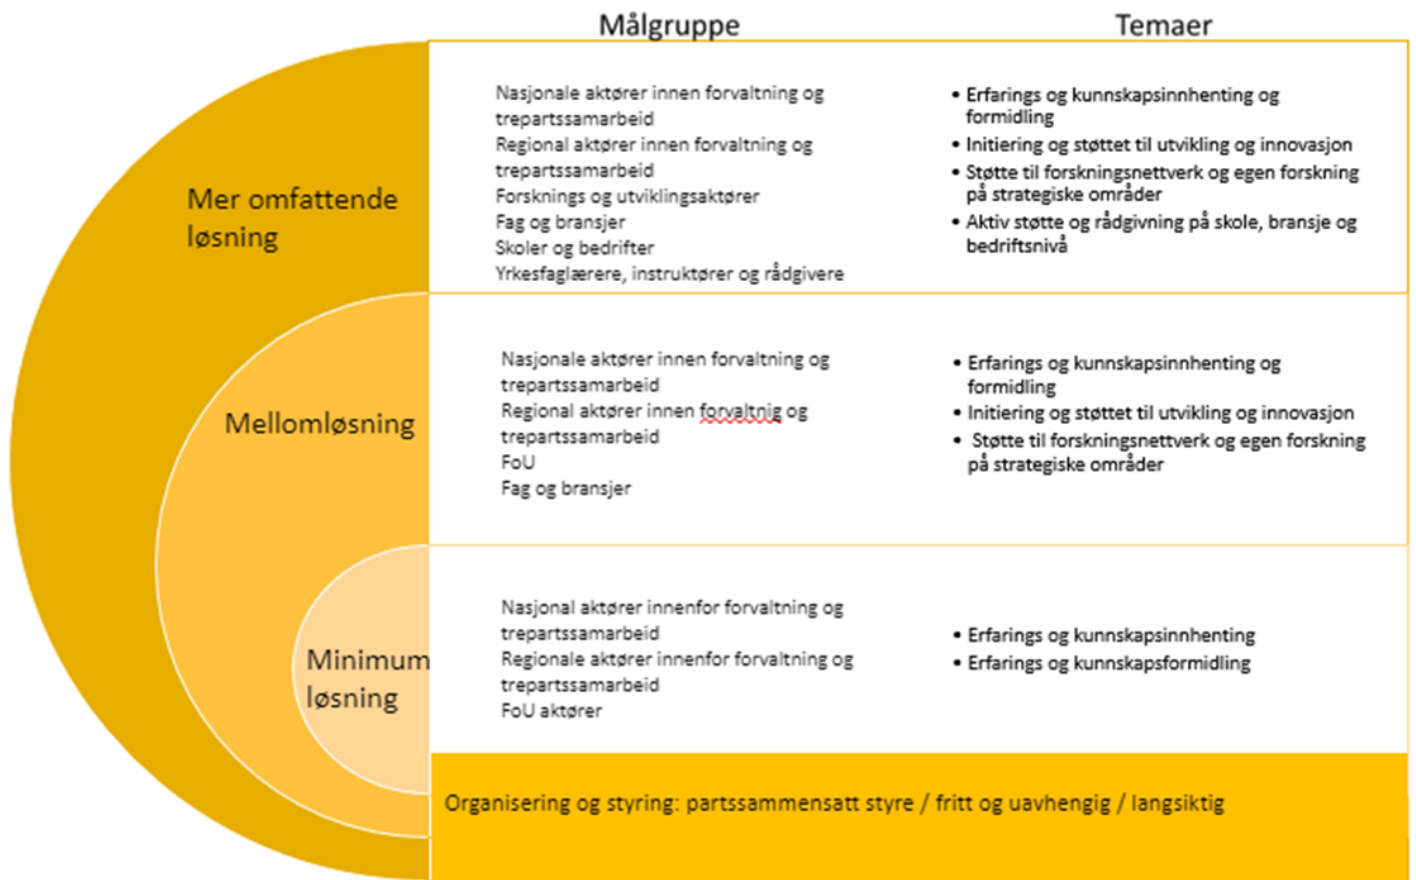 Målgruppe
Temaer
Mer omfattende
løsning
Nasjonale aktører innen forvaltning og
trepartssamarbeid
Regional aktører innen forvaltning og
trepartssamarbeid
Forsknings og utviklingsaktører
Fag og bransjer
Skoler og bedrifter
Yrkesfaglærere, instruktører og rådgivere
• Erfarings og kunnskapsinnhenting og
formidling
• Initiering og støttet til utvikling og innovasjon
• Støtte til forskningsnettverk og egen forskning
på strategiske områder
• Aktiv støtte og rådgivning på skole, bransje og
bedriftsnivå
Mellomløsning
Nasjonale aktører innen forvaltning og
trepartssamarbeid
Regional aktører innen forvaltnig og
trepartssamarbeid
FoU
Fag og bransjer
• Erfarings og kunnskapsinnhenting og
formidling
• Initiering og støttet til utvikling og innovasjon
• Støtte til forskningsnettverk og egen forskning
på strategiske områder
Minimum
løsning
Nasjonal aktører innenfor forvaltning og
trepartssamarbeid
Regionale aktører innenfor forvaltning og
trepartssamarbeid
FoU aktører
• Erfarings og kunnskapsinnhenting
• Erfarings og kunnskapsformidling
Organisering og styring: partssammensatt styre / fritt og uavhengig / langsiktig